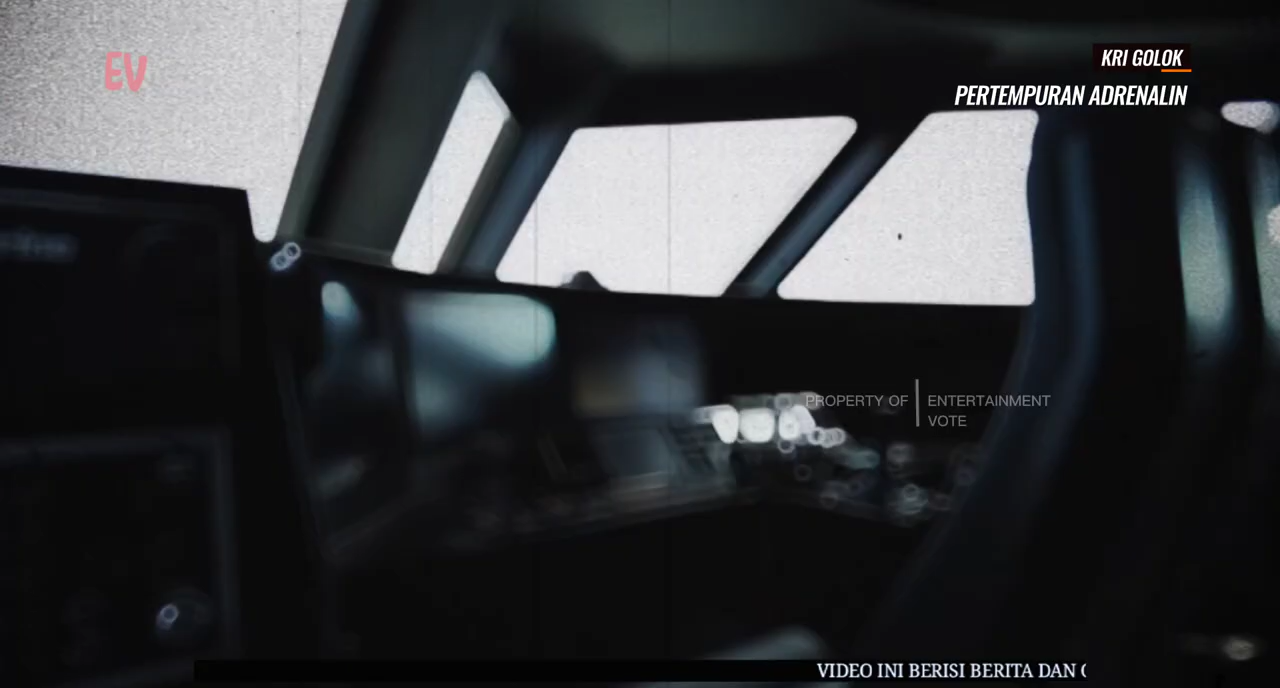 EV
KRI GOLOK
PERTEMPURAN ADRENALIN
PROPERTY OF
ENTERTAINMENT
VOTE
VIDEO INI BERISI BERITA DAN